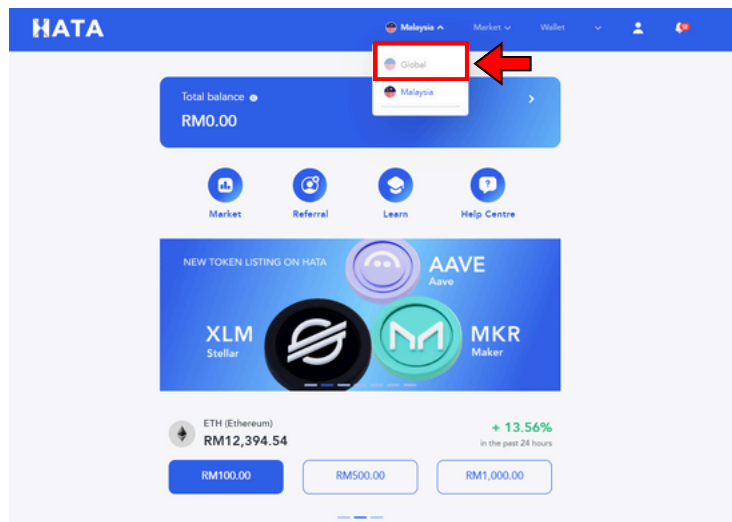 HATA
Malaysia
Market
Wallet
Global
Malaysia
Total balance
RM0.00
Market
Referral
Learn
Help Centre
NEW TOKEN LISTING ON HATA
AAVE
Aave
XLM
Stellar
MKR
Maker
ETH (Ethereum)
RM12,394.54
+ 13.56%
in the past 24 hours
RM100.00
RM500.00
RM1,000.00